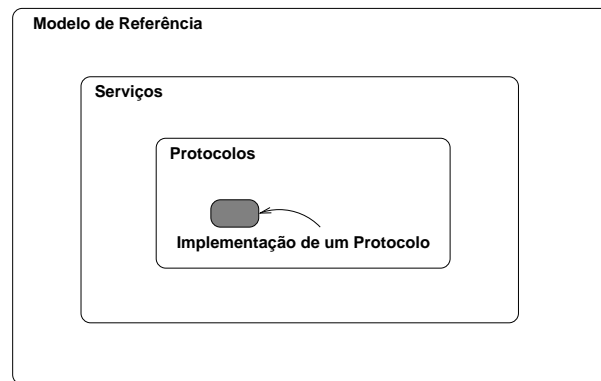 Modelo de Referência
Serviços
Protocolos
Implementação de um Protocolo